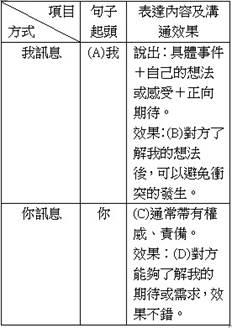 項目
方式
句子
起頭
表達內容及溝
通效果
我訊息
(A)我
說出：具體事件
＋自己的想法
或感受＋正向
期待。
效果:(B)對方了
解我的想法
後，可以避免衝
突的發生。
你訊息
你
(C)通常帶有權
威、責備。
效果：(D)對方
能夠了解我的
期待或需求，效
果不錯。